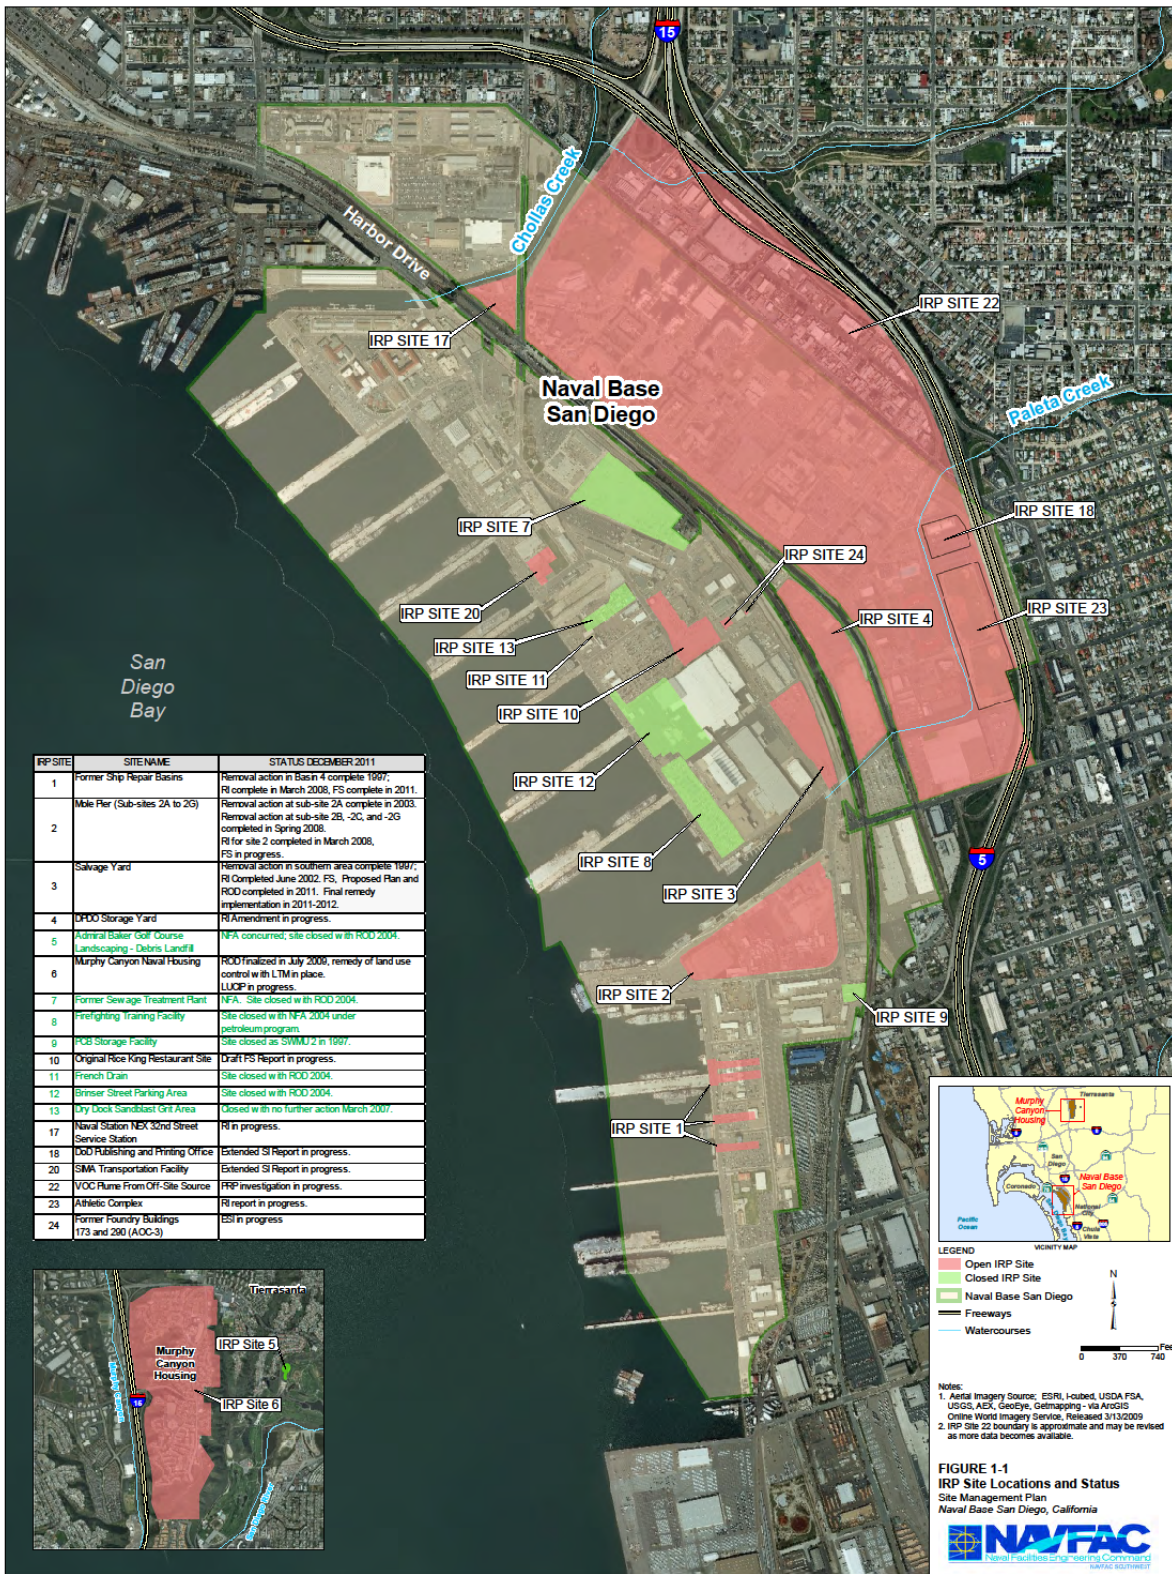 15
Chollas Creek
Harbor Drive
IRP SITE 22
IRP SITE 17
Naval Base
San Diego
Paleta Creek
IRP SITE 7
IRP SITE 18
IRP SITE 24
IRP SITE 20
IRP SITE 23
IRP SITE 4
IRP SITE 13
IRP SITE 11
San
Diego
Bay
IRP SITE 10
IRP SITE 12
IRP SITE 8
5
IRP SITE 3
IRP SITE 2
IRP SITE 9
IRP SITE 1
IRP SITE SITE NAME STATUS DECEMBER 2011
1 Former Ship Repair Basins Removal action in Basin 4 complete 1997;
RI complete in March 2008, FS complete in 2011.
2 Mole Pier (Sub-sites 2A to 2G) Removal action at sub-site 2A complete in 2003.
Removal action at sub-site 2B, -2C, and -2G
completed in Spring 2008.
RI for site 2 completed in March 2008,
FS in progress.
3 Salvage Yard Removal action in southern area complete 1997;
RI Completed June 2002. FS, Proposed Plan and
ROD completed in 2011. Final remedy
implementation in 2011-2012.
4 DPDO Storage Yard RI Amendment in progress.
5 Admiral Baker Golf Course NFA concurred; site closed with ROD 2004.
Landscaping - Debris Landfill
6 Murphy Canyon Naval Housing ROD finalized in July 2009, remedy of land use
control with LTM in place.
LUCIP in progress.
7 Former Sewage Treatment Plant NFA. Site closed with ROD 2004.
8 Firefighting Training Facility Site closed with NFA 2004 under
petroleum program.
9 PCB Storage Facility Site closed as SWMU 2 in 1997.
10 Original Rice King Restaurant Site Draft FS Report in progress.
11 French Drain Site closed with ROD 2004.
12 Brinser Street Parking Area Site closed with ROD 2004.
13 Dry Dock Sandblast Grit Area Closed with no further action March 2007.
17 Naval Station NEX 32nd Street RI in progress.
Service Station
18 DoD Publishing and Printing Office Extended SI Report in progress.
20 SIMA Transportation Facility Extended SI Report in progress.
22 VOC Plume From Off-Site Source PRP investigation in progress.
23 Athletic Complex RI report in progress.
24 Former Foundry Buildings ESI in progress
173 and 290 (AOC-3)
Tierrasanta
IRP Site 5
Murphy
Canyon
Housing
IRP Site 6
15
Murphy Canyon
San Diego River
Tierrasanta
Murphy
Canyon
Housing
San
Diego
Coronado
Naval Base
San Diego
National
City
San Diego Bay
Pacific
Ocean
Chula
Vista
VICINITY MAP
LEGEND
Open IRP Site
Closed IRP Site
Naval Base San Diego
Freeways
Watercourses
N
0 370 740 Fee
Notes:
1. Aerial Imagery Source; ESRI, i-cubed, USDA FSA,
USGS, AEX, GeoEye, Getmapping - via ArcGIS
Online World Imagery Service, Released 3/13/2009
2. IRP Site 22 boundary is approximate and may be revised
as more data becomes available.
FIGURE 1-1
IRP Site Locations and Status
Site Management Plan
Naval Base San Diego, California
NAVFAC
Naval Facilities Engineering Command
NAVFAC SOUTHWEST